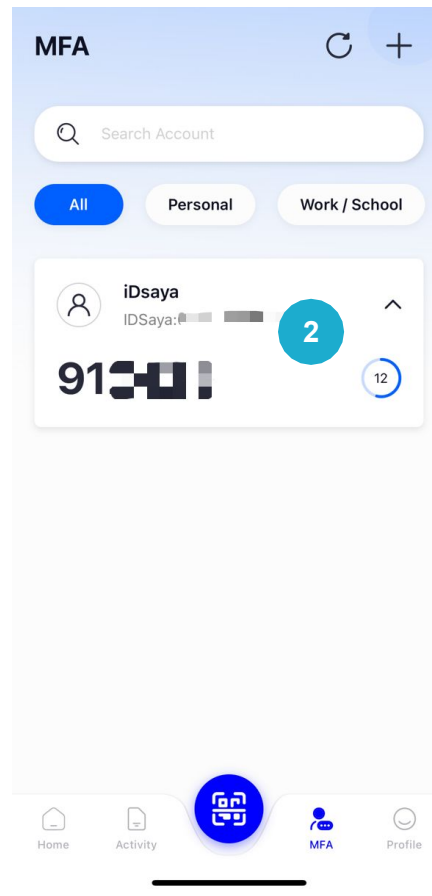 MFA
Search Account
All
Personal
Work / School
iDsaya
IDSaya:
2
91
12
Home
Activity
MFA
Profile